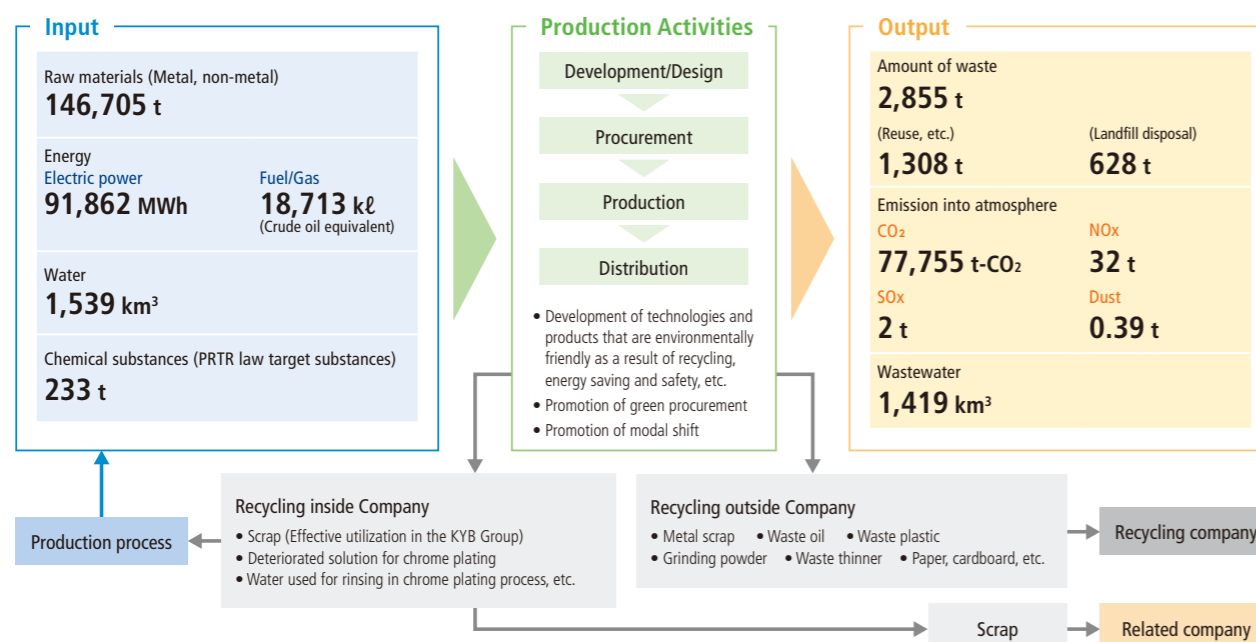 Input
Raw materials (Metal, non-metal)
146,705 t
Energy
Electric power
91,862 MWh
Fuel/Gas
18,713 kℓ
(Crude oil equivalent)
Water
1,539 km³
Chemical substances (PRTR law target substances)
233 t
Production Activities
Development/Design
Procurement
Production
Distribution
• Development of technologies and
products that are environmentally
friendly as a result of recycling,
energy saving and safety, etc.
• Promotion of green procurement
• Promotion of modal shift
Output
Amount of waste
2,855 t
(Reuse, etc.)
1,308 t
(Landfill disposal)
628 t
Emission into atmosphere
CO₂
77,755 t-CO₂
NOx
32 t
SOx
2 t
Dust
0.39 t
Wastewater
1,419 km³
Production process
Recycling inside Company
• Scrap (Effective utilization in the KYB Group)
• Deteriorated solution for chrome plating
• Water used for rinsing in chrome plating process, etc.
Recycling outside Company
• Metal scrap • Waste oil • Waste plastic
• Grinding powder • Waste thinner • Paper, cardboard, etc.
Recycling company
Scrap
Related company